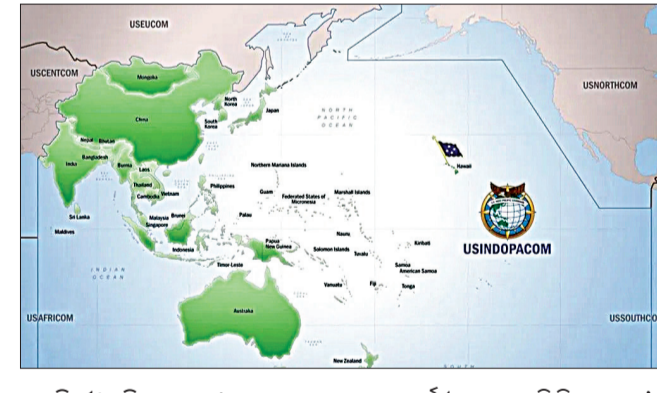 USEUCOM
USCENTCOM
USNORTHCOM
Mongolia
China
North
Korea
South
Korea
Japan
NORTH
PACIFIC
OCEAN
Nepal
Bhutan
India
Bangladesh
Burma
Laos
Thailand
Vietnam
Cambodia
Philippines
Northern Mariana Islands
Guam
Federated States of
Micronesia
Marshall Islands
Hawaii
Sri Lanka
Maldives
Malaysia
Brunei
Singapore
Palau
Indonesia
Papua
New Guinea
Nauru
Kiribati
Solomon Islands
Tuvalu
Samoa
American Samoa
Timor-Leste
INDIAN
OCEAN
Vanuatu
Fiji
Tonga
USINDOPACOM
USAFRICOM
USSOUTHCO
Australia
New Zealand
SOUTH